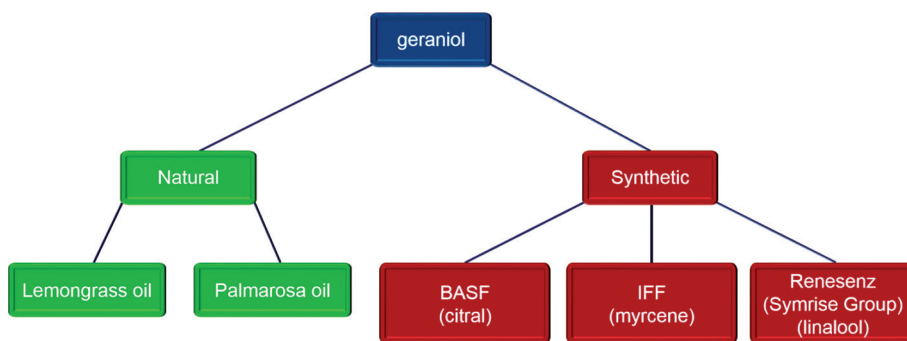 geraniol
Natural
Synthetic
Lemongrass oil
Palmarosa oil
BASF
(citral)
IFF
(myrcene)
Renesenz
(Symrise Group)
(linalool)